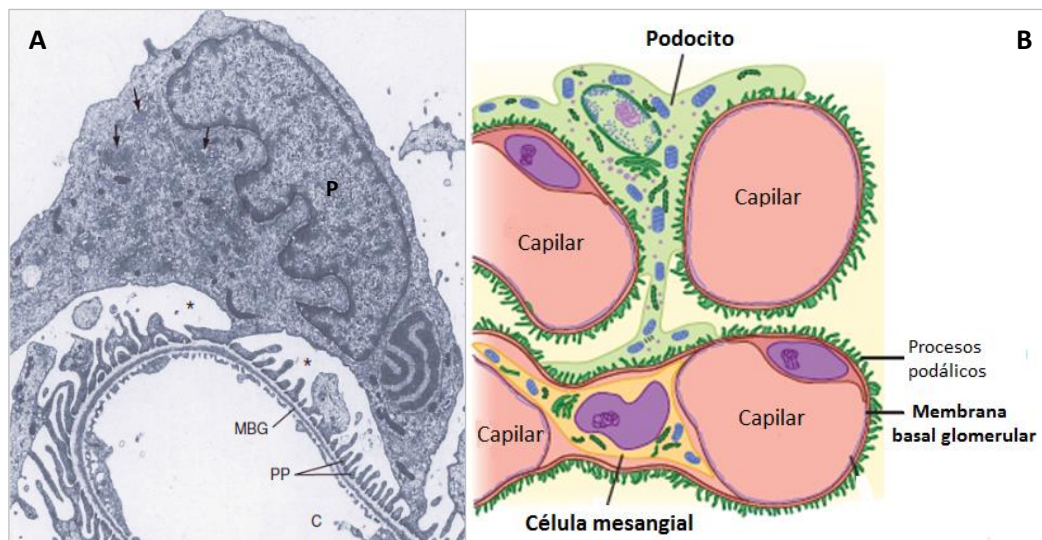 A
P
*
*
MBG
PP
C
B
Podocito
Capilar
Capilar
Procesos
podálicos
Capilar
Capilar
Membrana
basal glomerular
Célula mesangial